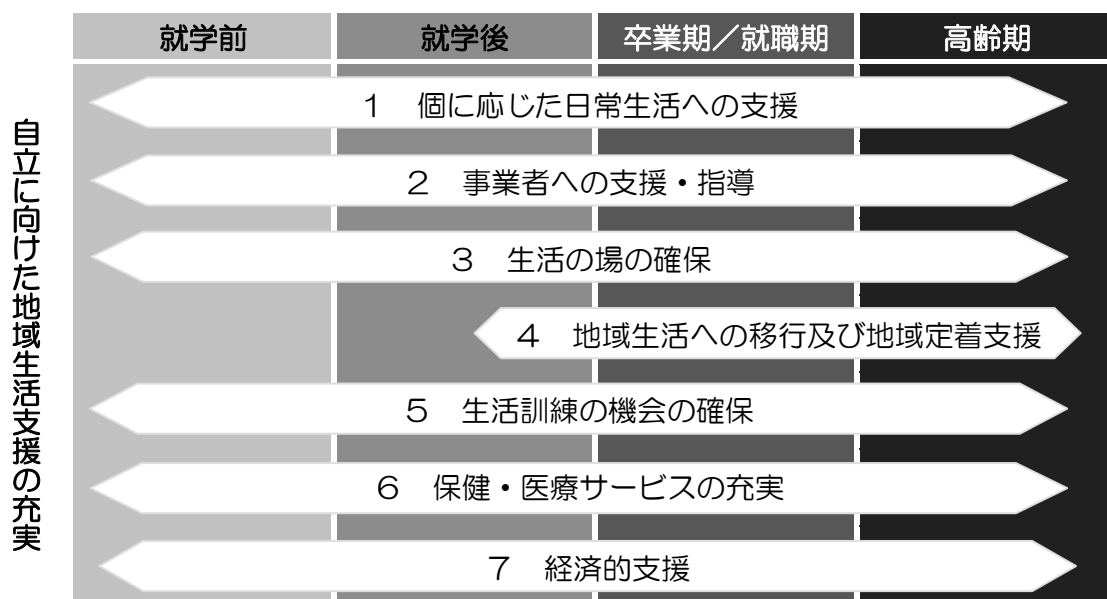 就学前 就学後 卒業期／就職期 高齢期
自立に向けた地域生活支援の充実
１ 個に応じた日常生活への支援
２ 事業者への支援・指導
３ 生活の場の確保
４ 地域生活への移行及び地域定着支援
５ 生活訓練の機会の確保
６ 保健・医療サービスの充実
７ 経済的支援